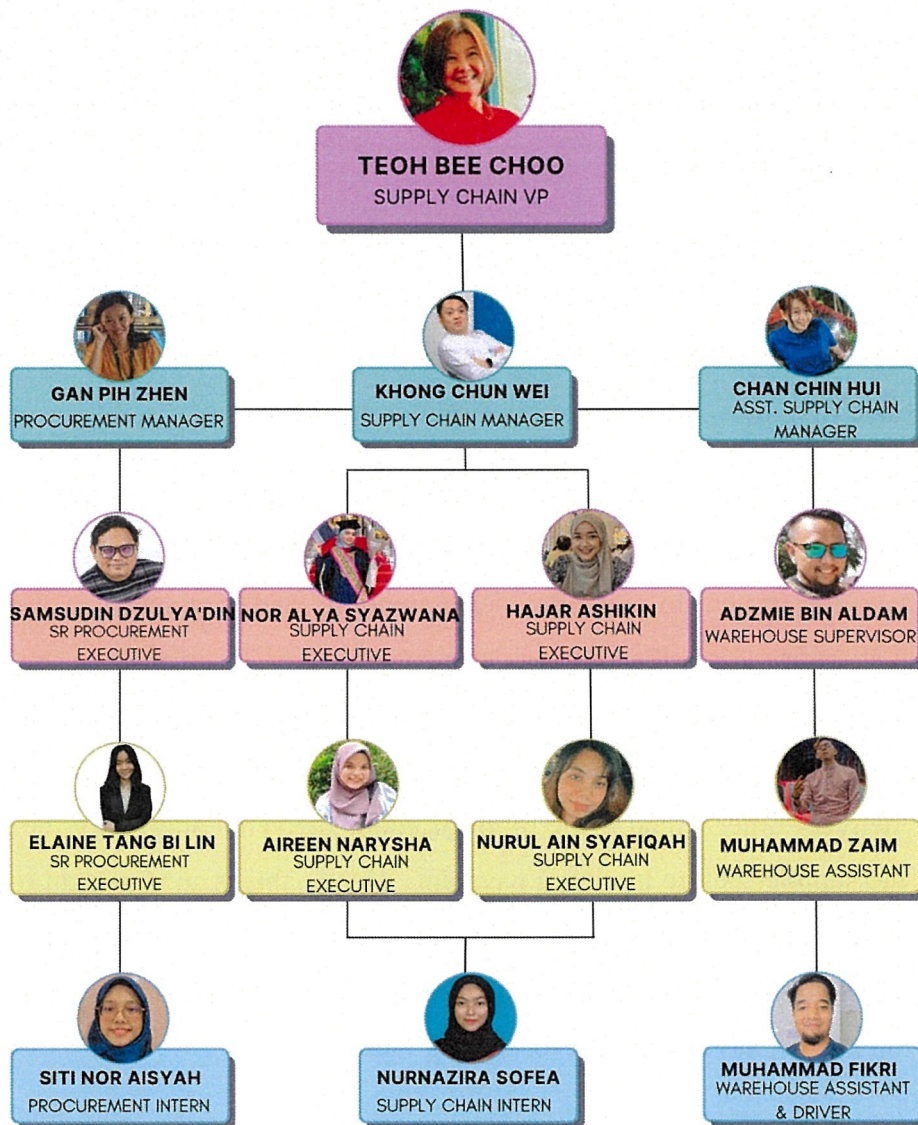 TEOH BEE CHOO
SUPPLY CHAIN VP
GAN PIH ZHEN
PROCUREMENT MANAGER
KHONG CHUN WEI
SUPPLY CHAIN MANAGER
CHAN CHIN HUI
ASST. SUPPLY CHAIN
MANAGER
SAMSUDIN DZULYA'DIN
SR PROCUREMENT
EXECUTIVE
NOR ALYA SYAZWANA
SUPPLY CHAIN
EXECUTIVE
HAJAR ASHIKIN
SUPPLY CHAIN
EXECUTIVE
ADZMIE BIN ALDAM
WAREHOUSE SUPERVISOR
ELAINE TANG BI LIN
SR PROCUREMENT
EXECUTIVE
AIREEN NARYSHA
SUPPLY CHAIN
EXECUTIVE
NURUL AIN SYAFIQAH
SUPPLY CHAIN
EXECUTIVE
MUHAMMAD ZAIM
WAREHOUSE ASSISTANT
SITI NOR AISYAH
PROCUREMENT INTERN
NURNAZIRA SOFEA
SUPPLY CHAIN INTERN
MUHAMMAD FIKRI
WAREHOUSE ASSISTANT
& DRIVER